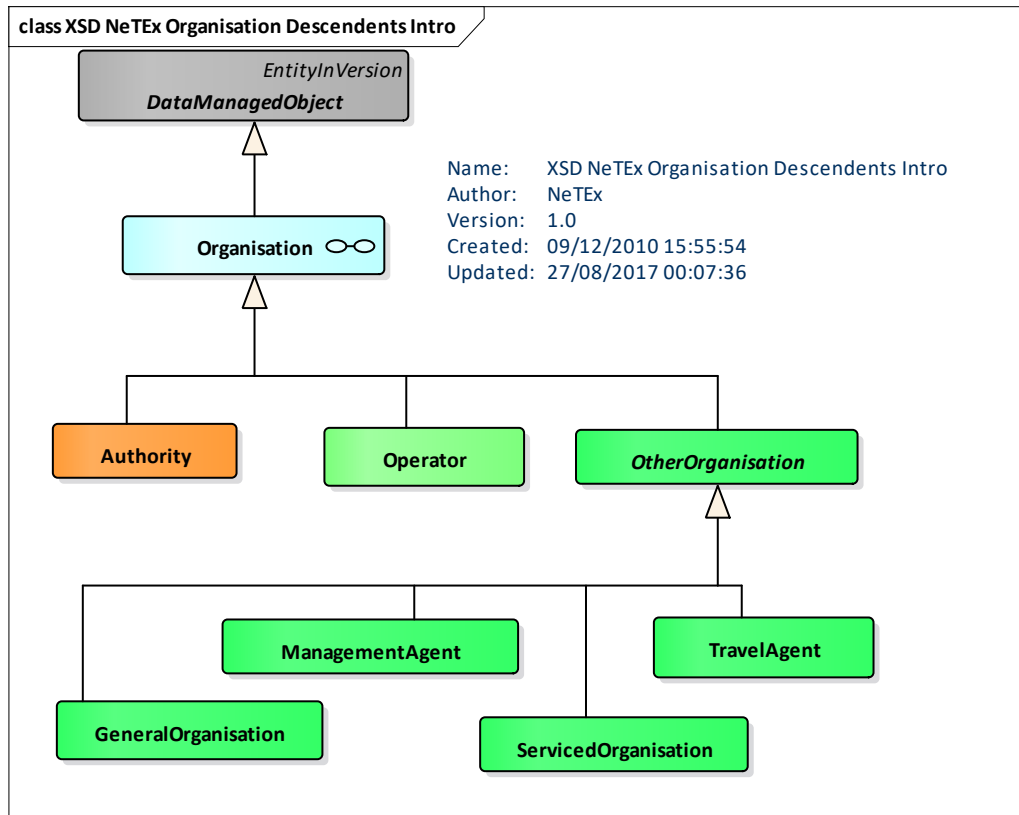 class XSD NeTEx Organisation Descendents Intro
EntityInVersion
DataManagedObject
Name: XSD NeTEx Organisation Descendents Intro
Author: NeTEx
Version: 1.0
Created: 09/12/2010 15:55:54
Updated: 27/08/2017 00:07:36
Organisation
Authority
Operator
OtherOrganisation
ManagementAgent
TravelAgent
GeneralOrganisation
ServicedOrganisation